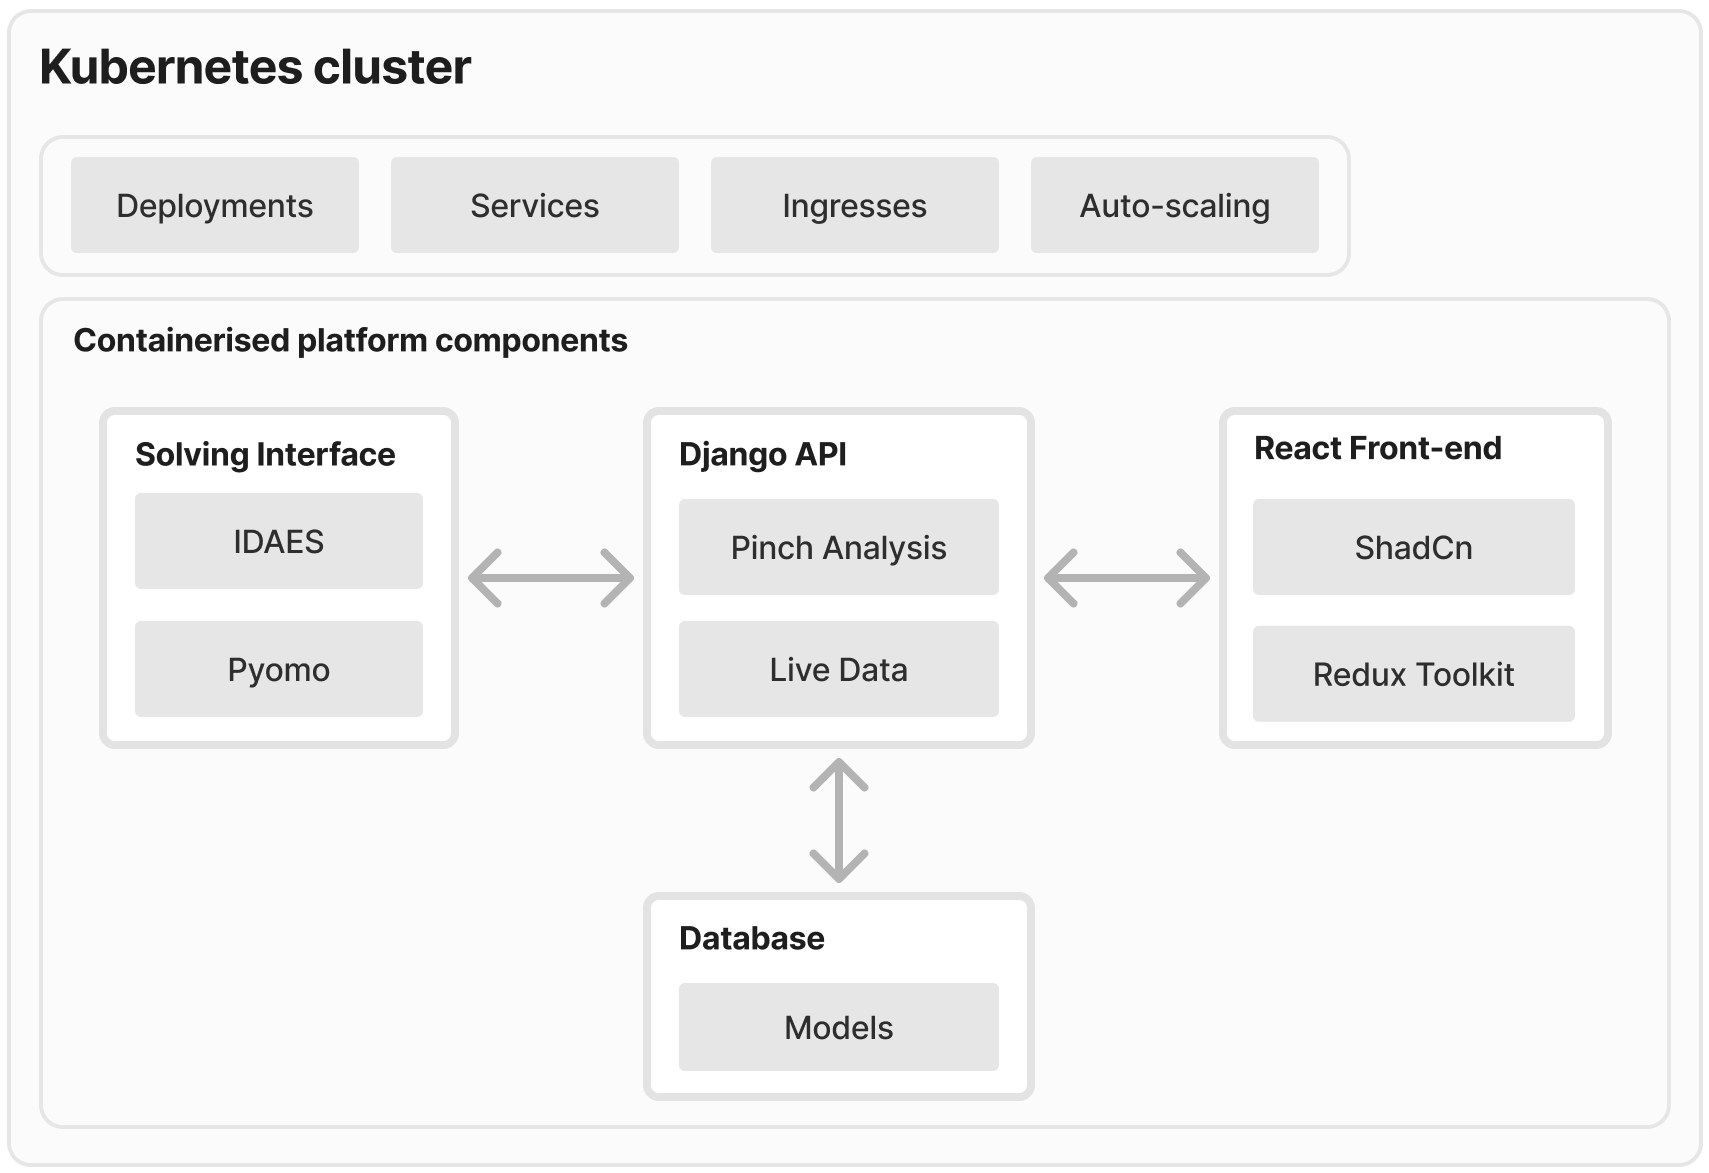 Kubernetes cluster
Deployments
Services
Ingresses
Auto-scaling
Containerised platform components
Solving Interface
IDAES
Pyomo
Django API
Pinch Analysis
Live Data
React Front-end
ShadCn
Redux Toolkit
Database
Models